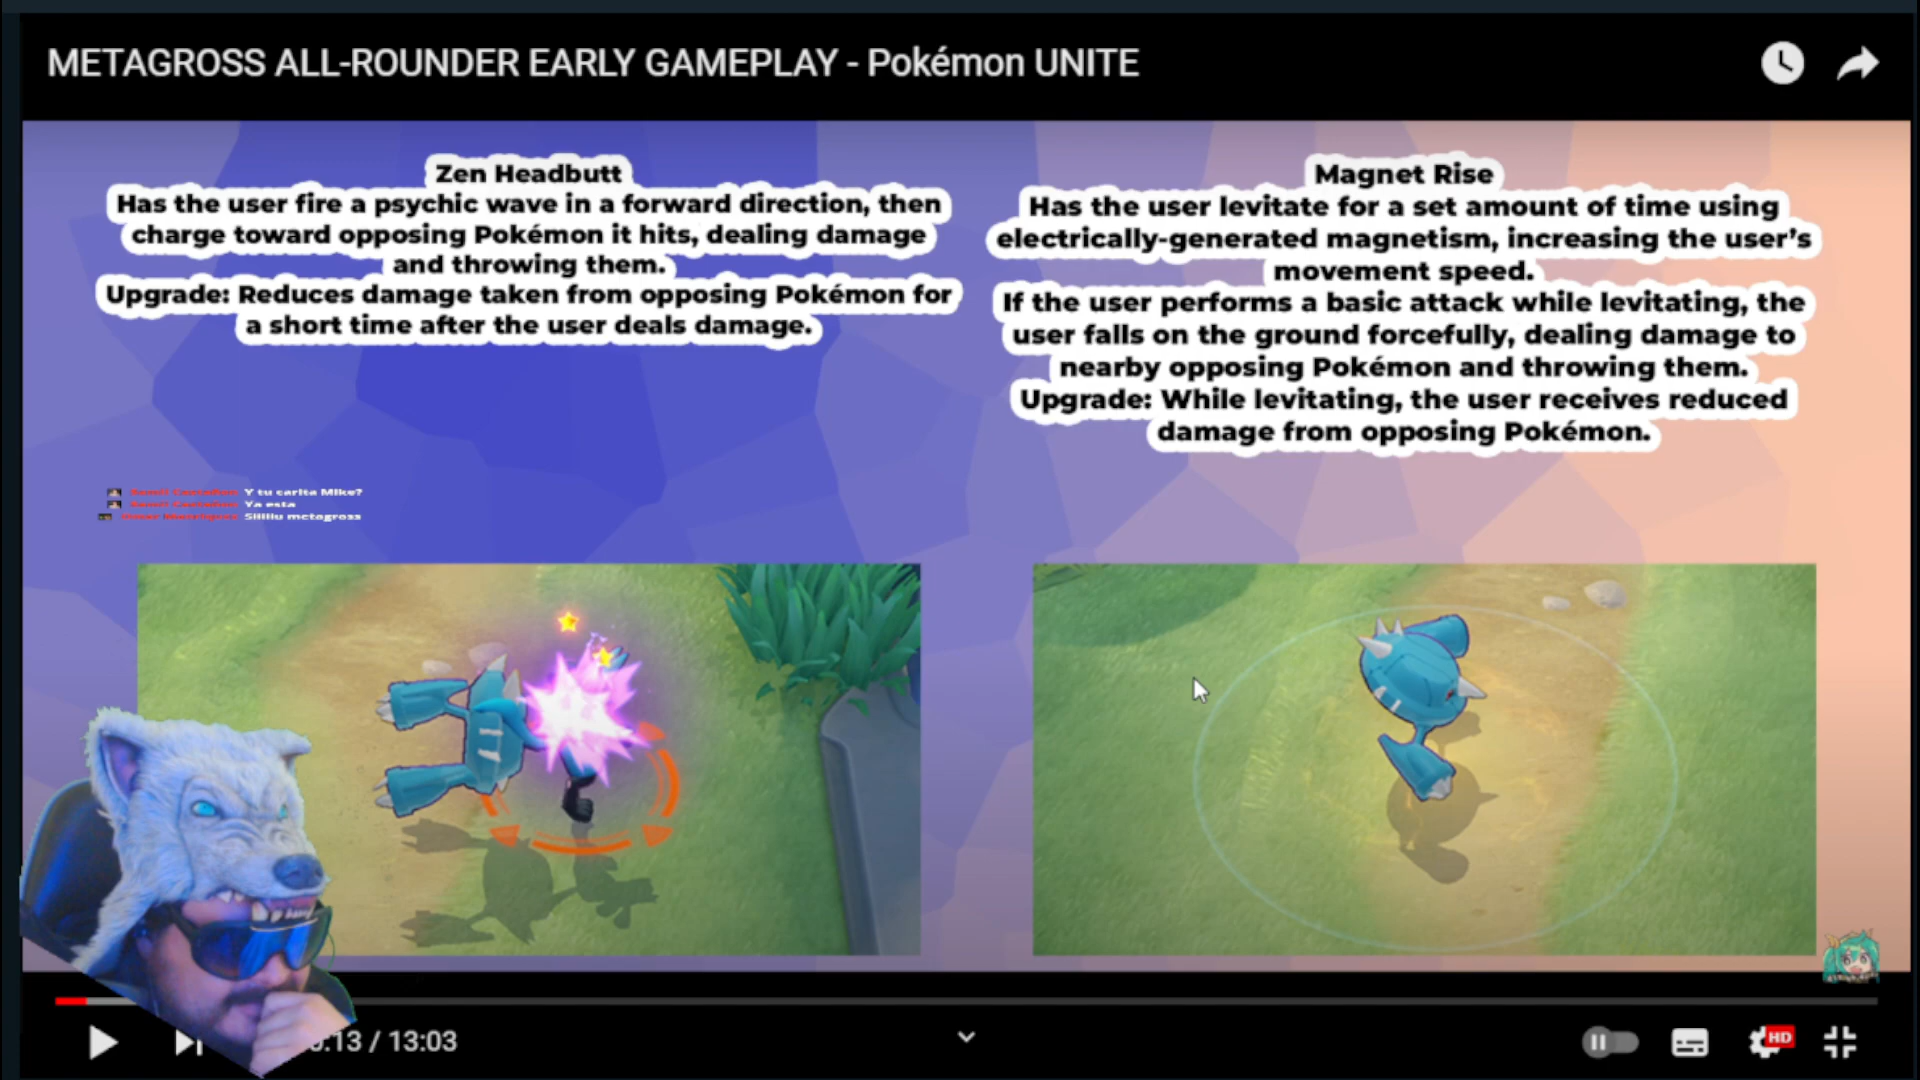 METAGROSS ALL-ROUNDER EARLY GAMEPLAY - Pokémon UNITE
Zen Headbutt
Has the user fire a psychic wave in a forward direction, then
charge toward opposing Pokémon it hits, dealing damage
and throwing them.
Upgrade: Reduces damage taken from opposing Pokémon for
a short time after the user deals damage.
Magnet Rise
Has the user levitate for a set amount of time using
electrically-generated magnetism, increasing the user's
movement speed.
If the user performs a basic attack while levitating, the
user falls on the ground forcefully, dealing damage to
nearby opposing Pokémon and throwing them.
Upgrade: While levitating, the user receives reduced
damage from opposing Pokémon.
Y tu carita Mike?
Ya esta
Siiiiiu metagross
:13 / 13:03
HD